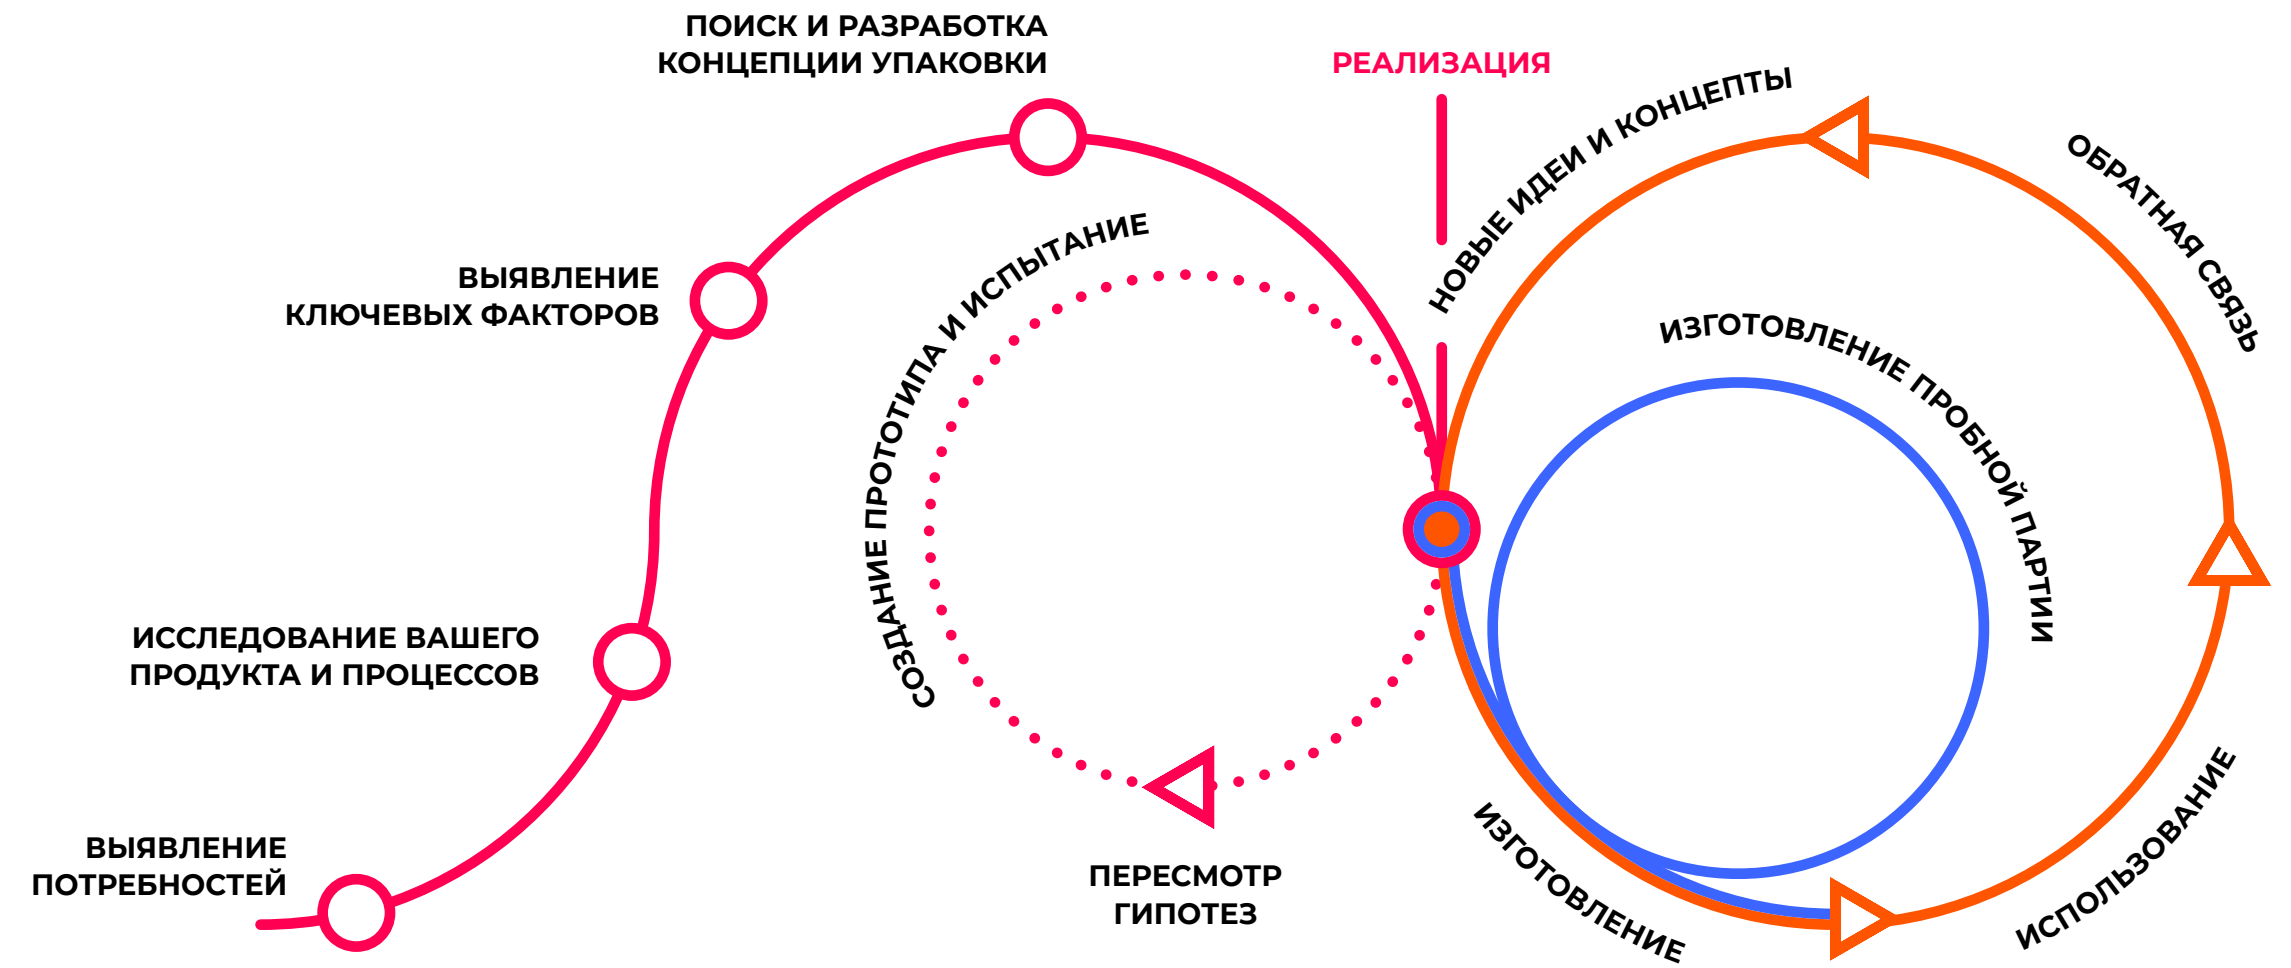 ПОИСК И РАЗРАБОТКА
КОНЦЕПЦИИ УПАКОВКИ
РЕАЛИЗАЦИЯ
НОВЫЕ ИДЕИ И КОНЦЕПТЫ
ОБРАТНАЯ СВЯЗЬ
ВЫЯВЛЕНИЕ
КЛЮЧЕВЫХ ФАКТОРОВ
СОЗДАНИЕ ПРОТОТИПА И ИСПЫТАНИЕ
ИЗГОТОВЛЕНИЕ ПРОБНОЙ ПАРТИИ
ИССЛЕДОВАНИЕ ВАШЕГО
ПРОДУКТА И ПРОЦЕССОВ
ВЫЯВЛЕНИЕ
ПОТРЕБНОСТЕЙ
ПЕРЕСМОТР
ГИПОТЕЗ
ИЗГОТОВЛЕНИЕ
ИСПОЛЬЗОВАНИЕ